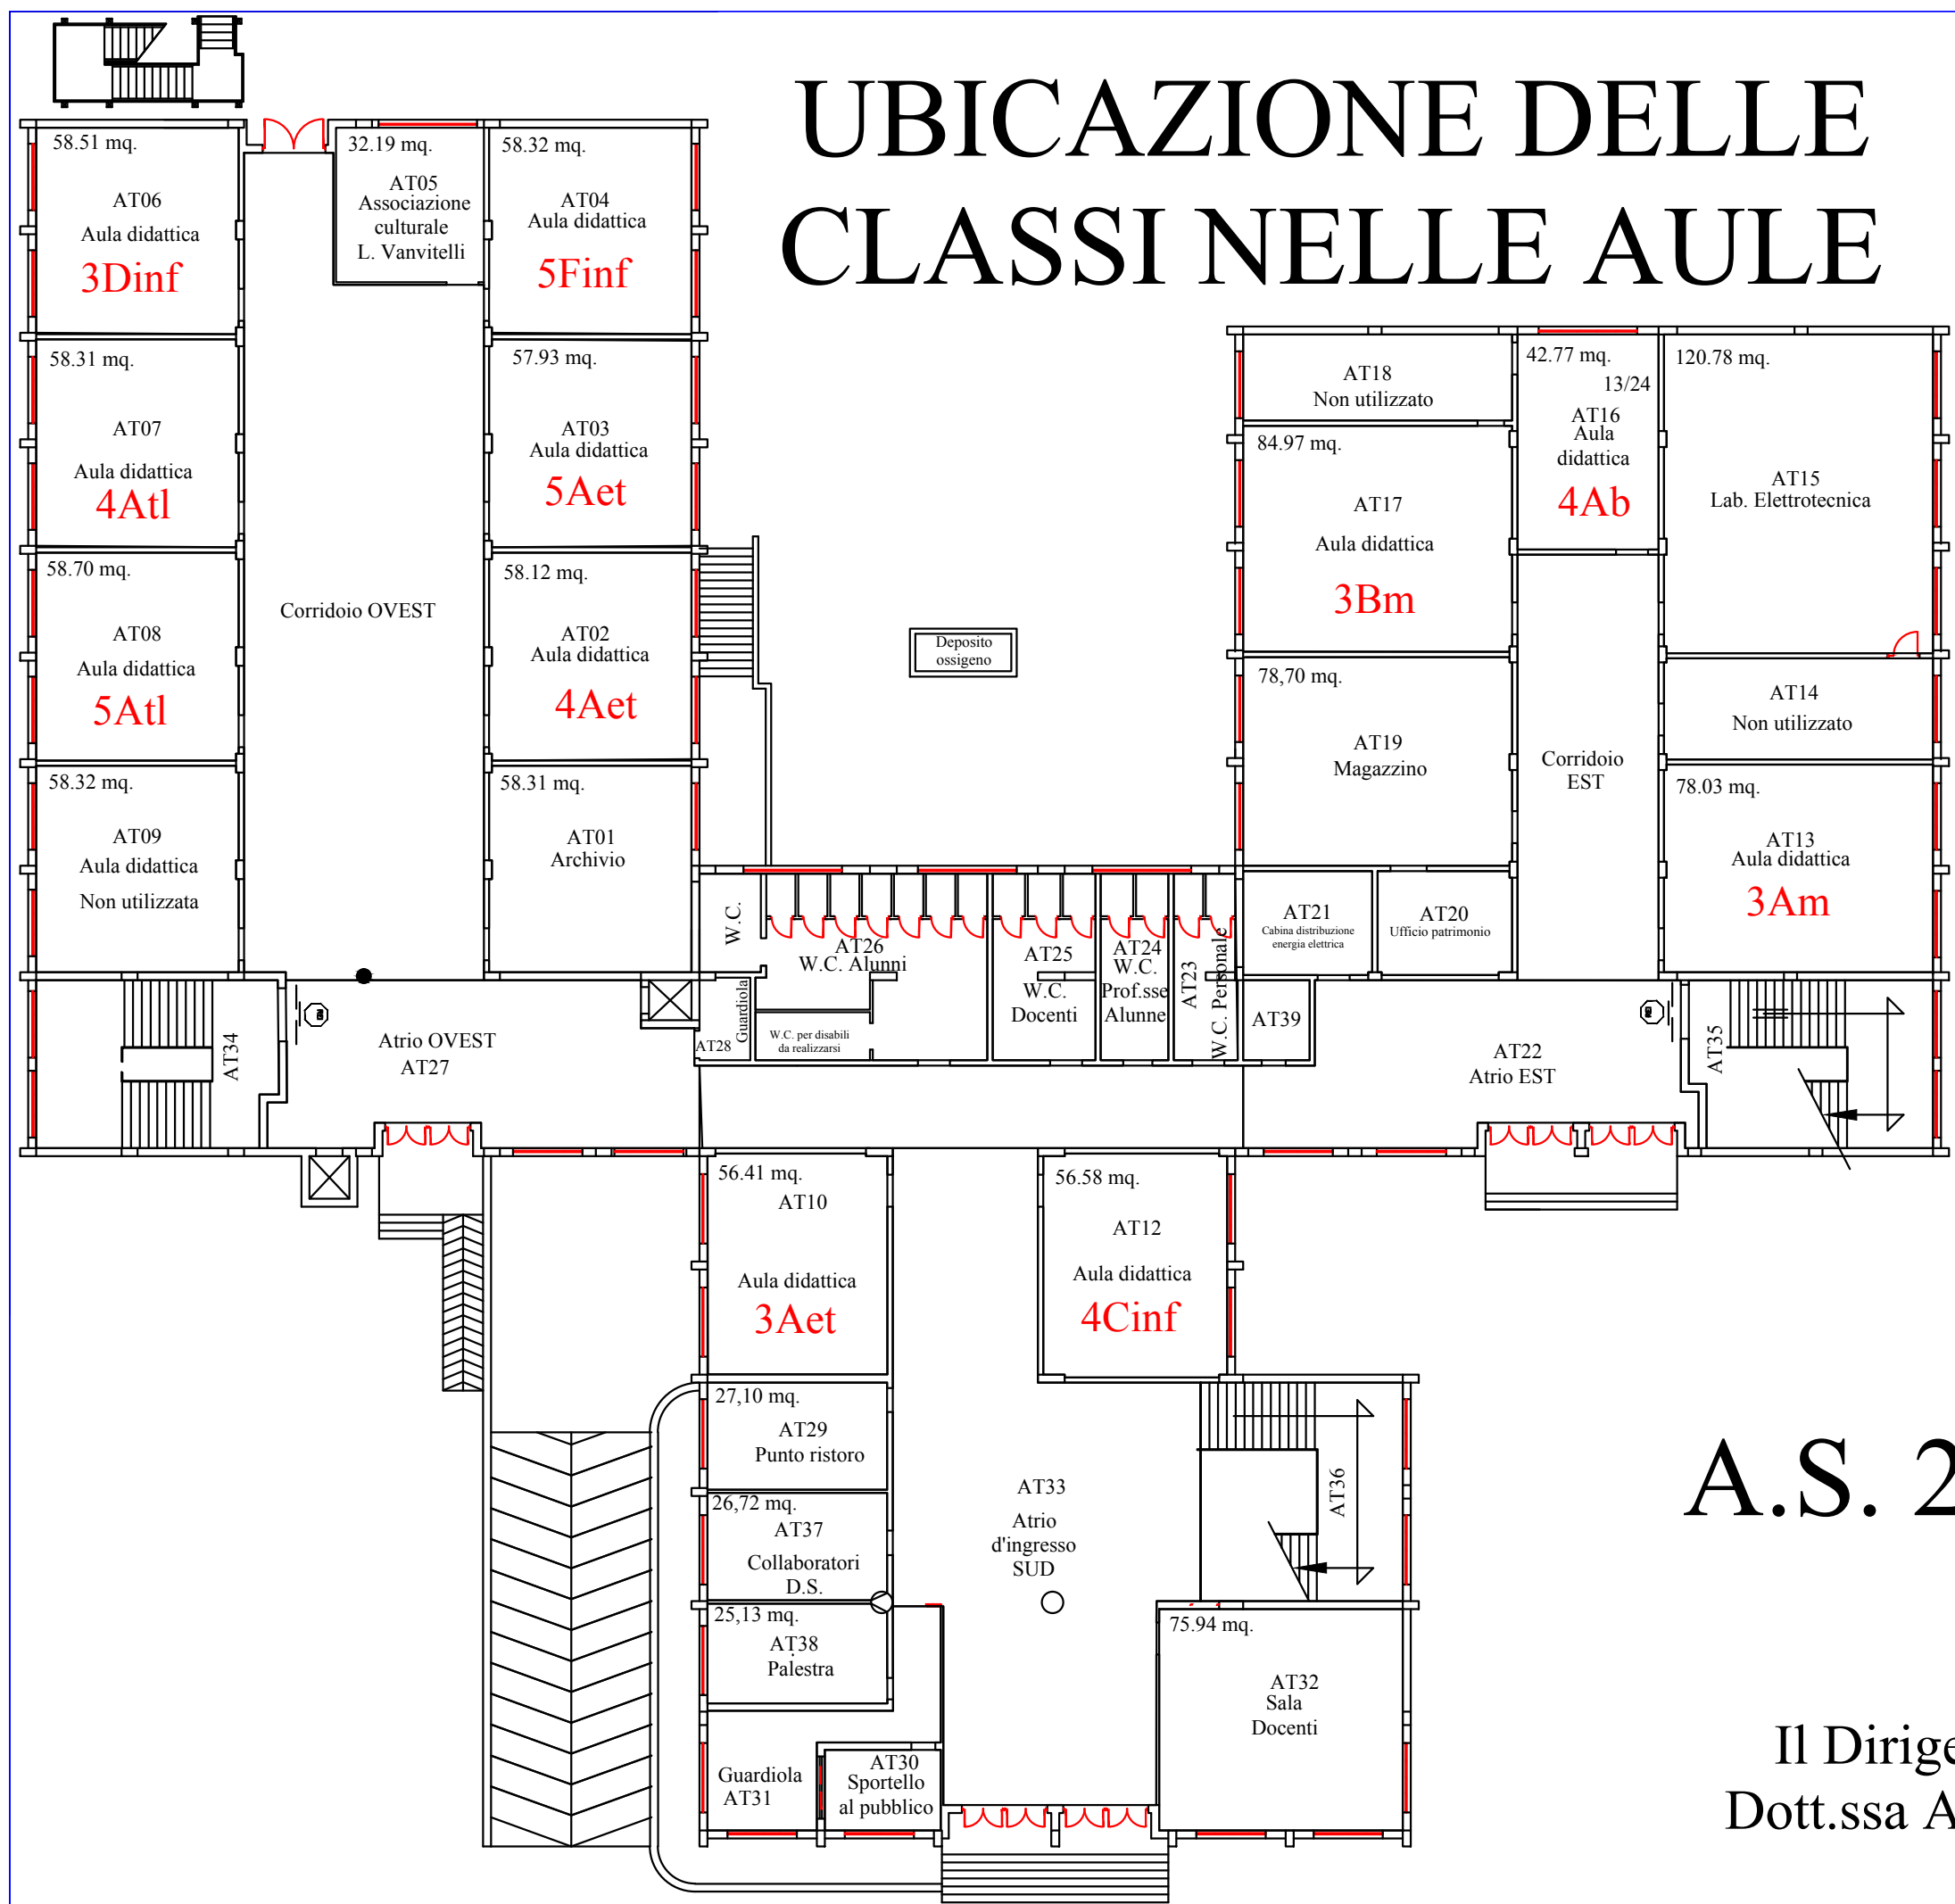 UBICAZIONE DELLE
CLASSI NELLE AULE
58.51 mq.
AT06
Aula didattica
3Dinf
32.19 mq.
AT05
Associazione
culturale
L. Vanvitelli
58.32 mq.
AT04
Aula didattica
5Finf
58.31 mq.
AT07
Aula didattica
4Atl
57.93 mq.
AT03
Aula didattica
5Aet
58.70 mq.
AT08
Aula didattica
5Atl
Corridoio OVEST
58.12 mq.
AT02
Aula didattica
4Aet
58.32 mq.
AT09
Aula didattica
Non utilizzata
58.31 mq.
AT01
Archivio
Deposito
ossigeno
AT18
Non utilizzato
42.77 mq.
13/24
AT16
Aula
didattica
4Ab
120.78 mq.
AT15
Lab. Elettrotecnica
84.97 mq.
AT17
Aula didattica
3Bm
78,70 mq.
AT19
Magazzino
Corridoio
EST
AT14
Non utilizzato
78.03 mq.
AT13
Aula didattica
3Am
AT21
Cabina distribuzione
energia elettrica
AT20
Ufficio patrimonio
W.C.
AT26
W.C. Alunni
AT25
W.C.
Docenti
AT24
W.C.
Prof.sse
Alunne
AT23
W.C. Personale
AT39
Guardiola
AT28
W.C. per disabili
da realizzarsi
AT34
Atrio OVEST
AT27
AT22
Atrio EST
AT35
56.41 mq.
AT10
Aula didattica
3Aet
56.58 mq.
AT12
Aula didattica
4Cinf
27,10 mq.
AT29
Punto ristoro
26,72 mq.
AT37
Collaboratori
D.S.
25,13 mq.
AT38
Palestra
AT33
Atrio
d'ingresso
SUD
AT36
75.94 mq.
AT32
Sala
Docenti
Guardiola
AT31
AT30
Sportello
al pubblico
A.S. 2
Il Dirige
Dott.ssa A